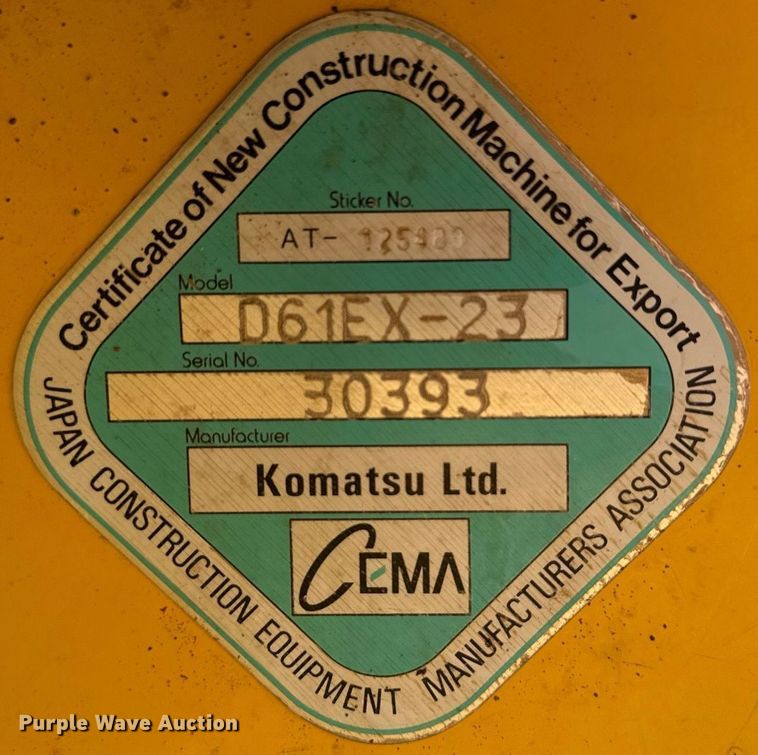 Certificate of New Construction Machine for Export
Sticker No.
AT-
Model
D61EX-23
Serial No.
30393
Manufacturer
Komatsu Ltd.
CEMA
JAPAN CONSTRUCTION EQUIPMENT MANUFACTURERS ASSOCIATION
Purple Wave Auction